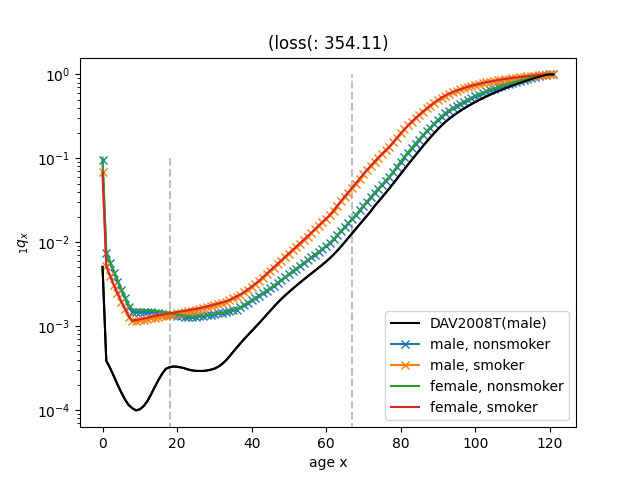 (loss(: 354.11)
10⁰
10⁻¹
10⁻²
10⁻³
10⁻⁴
₁qₓ
DAV2008T(male)
male, nonsmoker
male, smoker
female, nonsmoker
female, smoker
0 20 40 60 80 100 120
age x